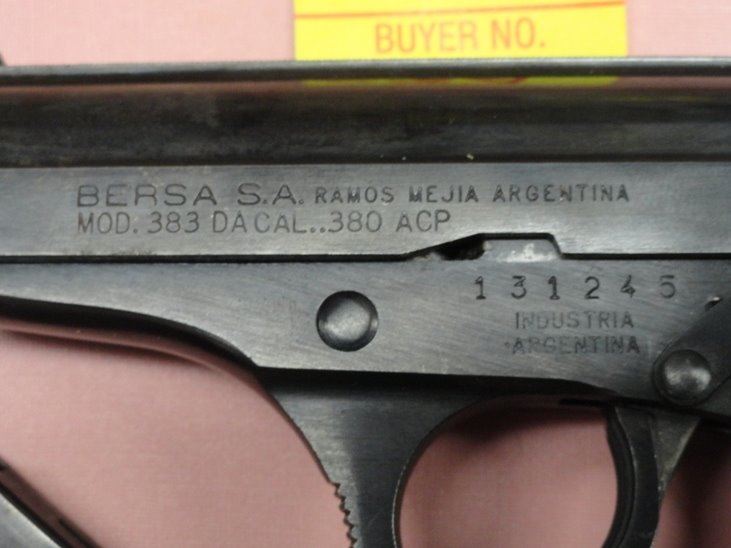 BUYER NO.
BERSA S.A. RAMOS MEJIA ARGENTINA
MOD. 383 DA CAL..380 ACP
131245
INDUSTRIA
ARGENTINA